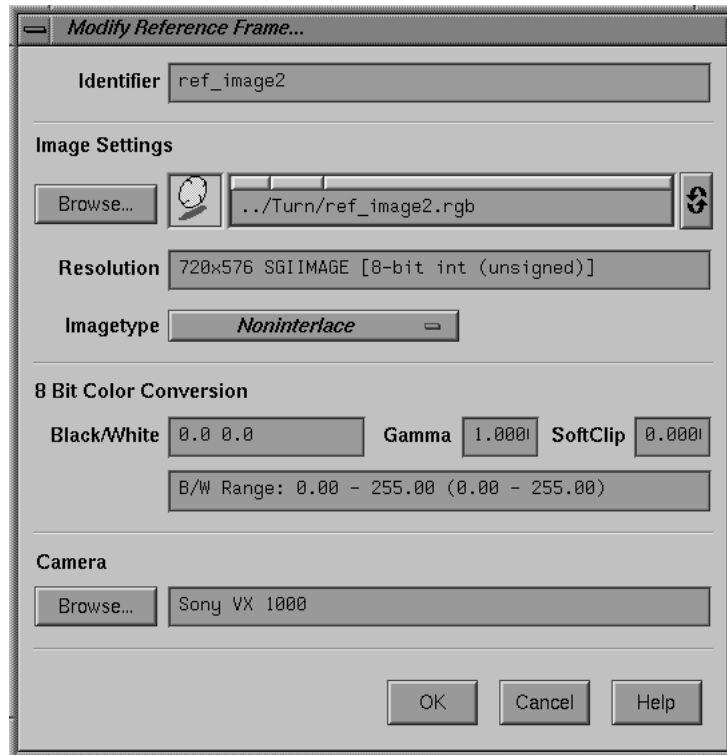 Modify Reference Frame...
Identifier ref_image2
Image Settings
Browse... ../Turn/ref_image2.rgb
Resolution 720x576 SGIIMAGE [8-bit int (unsigned)]
Imagetype Noninterlace
8 Bit Color Conversion
Black/White 0.0 0.0 Gamma 1.000 SoftClip 0.000
B/W Range: 0.00 - 255.00 (0.00 - 255.00)
Camera
Browse... Sony VX 1000
OK Cancel Help